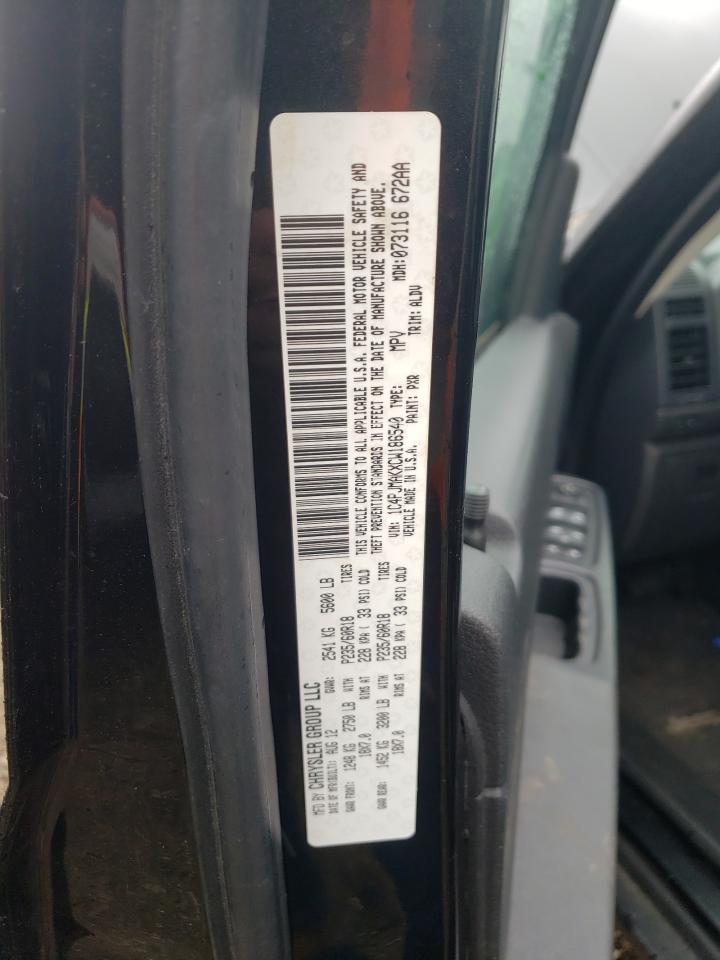 MFD BY CHRYSLER GROUP LLC
DATE OF MFR(BUILT): AUG 12 GVWR: 2541 KG 5600 LB
GAWR FRONT: 1248 KG 2750 LB WITH P235/60R18 TIRES
18X7.0 RIMS AT 228 KPA ( 33 PSI) COLD
GAWR REAR: 1452 KG 3200 LB WITH P235/60R18 TIRES
18X7.0 RIMS AT 228 KPA ( 33 PSI) COLD
THIS VEHICLE CONFORMS TO ALL APPLICABLE U.S.A. FEDERAL MOTOR VEHICLE SAFETY AND
THEFT PREVENTION STANDARDS IN EFFECT ON THE DATE OF MANUFACTURE SHOWN ABOVE.
VIN: 1C4PJMAKXCW186540 TYPE: MPV MDH:073116 672AA
VEHICLE MADE IN U.S.A. PAINT: PXR TRIM: ALDV